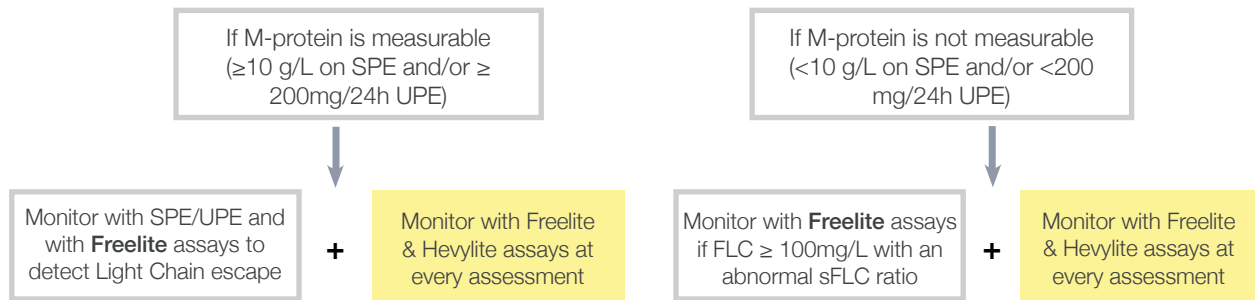 If M-protein is measurable
(≥10 g/L on SPE and/or ≥
200mg/24h UPE)
If M-protein is not measurable
(<10 g/L on SPE and/or <200
mg/24h UPE)
Monitor with SPE/UPE and
with Freelite assays to
detect Light Chain escape
+
Monitor with Freelite
& Hevylite assays at
every assessment
Monitor with Freelite assays
if FLC ≥ 100mg/L with an
abnormal sFLC ratio
+
Monitor with Freelite
& Hevylite assays at
every assessment